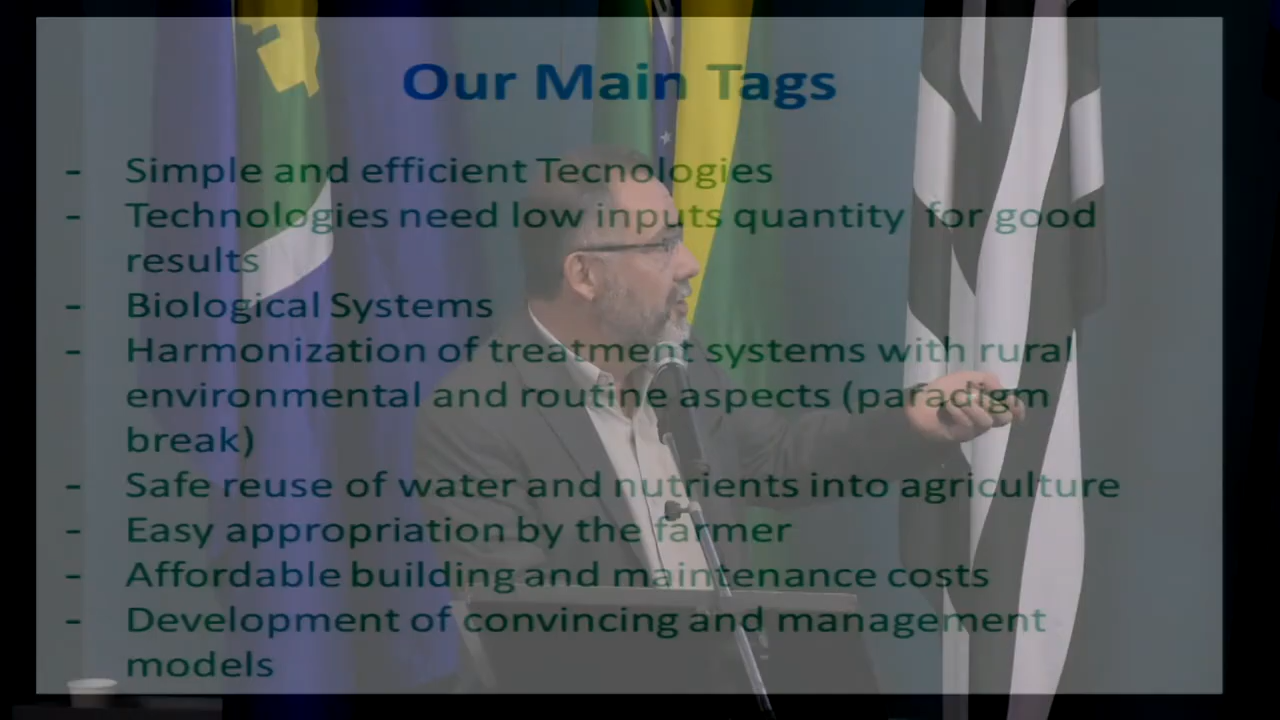 Our Main Tags
- Simple and efficient Tecnologies
- Technologies need low inputs quantity for good
results
- Biological Systems
- Harmonization of treatment systems with rural
environmental and routine aspects (paradigm
break)
- Safe reuse of water and nutrients into agriculture
- Easy appropriation by the farmer
- Affordable building and maintenance costs
- Development of convincing and management
models